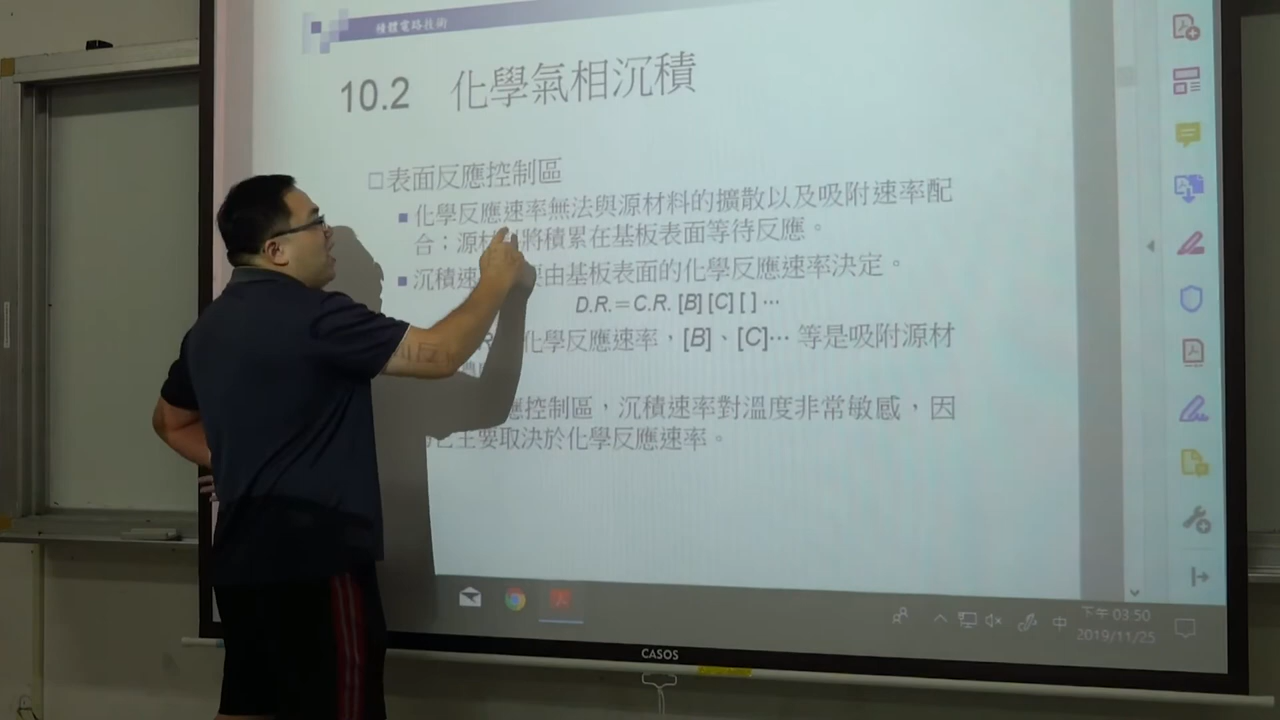 積體電路技術
10.2 化學氣相沉積
□表面反應控制區
■ 化學反應速率無法與源材料的擴散以及吸附速率配
合；源材 將積累在基板表面等待反應。
■ 沉積速 要由基板表面的化學反應速率決定。
D.R.＝C.R. [B] [C] [ ] ···
化學反應速率，[B]、[C]··· 等是吸附源材
應控制區，沉積速率對溫度非常敏感，因
它主要取決於化學反應速率。
中
下午 03:50
2019/11/25
CASOS